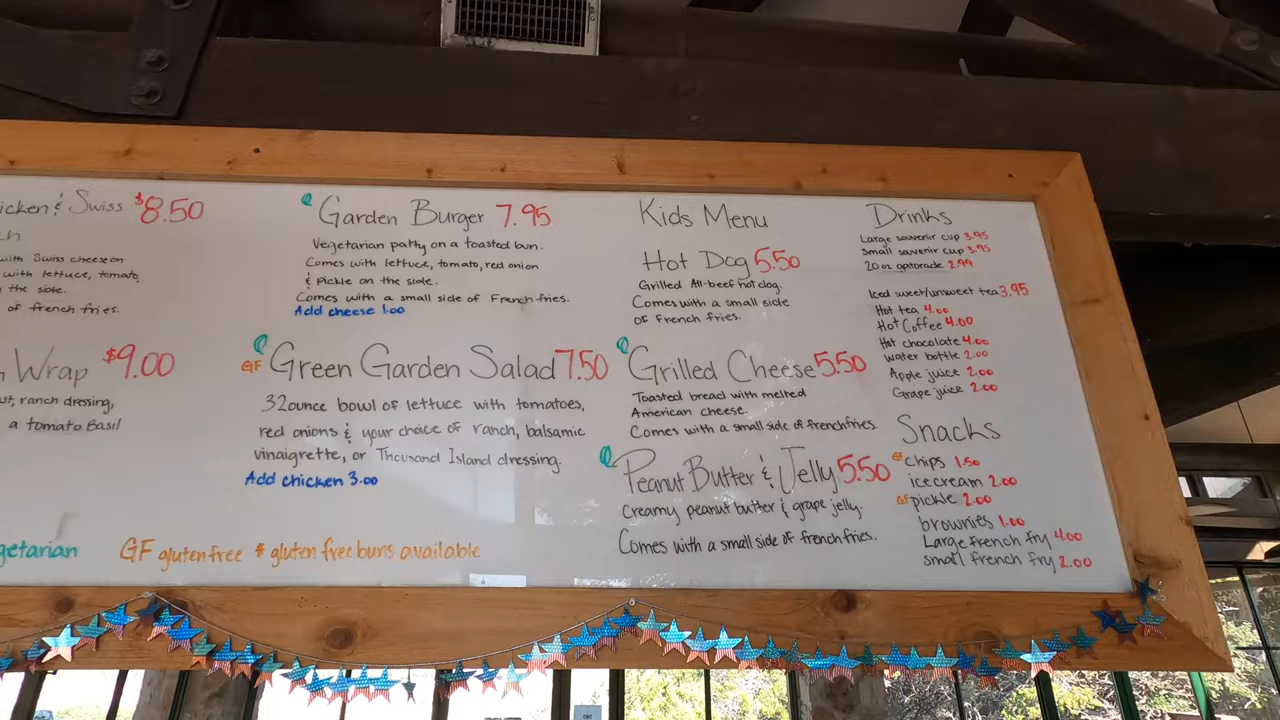 & Swiss $8.50
with Swiss cheese on
with lettuce, tomato,
the side.
of french fries.
Wrap $9.00
ranch dressing,
a tomato Basil
Garden Burger 7.95
Vegetarian patty on a toasted bun.
Comes with lettuce, tomato, red onion
& pickle on the side.
Comes with a small side of French fries.
Add cheese 1.00
GF Green Garden Salad 7.50
32ounce bowl of lettuce with tomatoes,
red onions & your choice of ranch, balsamic
vinaigrette, or Thousand Island dressing.
Add chicken 3.00
GF gluten free * gluten free buns available
Kids Menu
Hot Dog 5.50
Grilled All-beef hot dog.
Comes with a small side
of French fries.
Grilled Cheese 5.50
Toasted bread with melted
American cheese.
Comes with a small side of french fries.
Peanut Butter & Jelly 5.50
Creamy peanut butter & grape jelly.
Comes with a small side of french fries.
Drinks
Large souvenir cup 3.95
Small souvenir cup 3.95
20 oz gatorade 2.99
Iced sweet/unsweet tea 3.95
Hot tea 4.00
Hot Coffee 4.00
Hot chocolate 4.00
water bottle 2.00
Apple juice 2.00
Grape juice 2.00
Snacks
GF chips 1.50
ice cream 2.00
GF pickle 2.00
brownies 1.00
Large french fry 4.00
small french fry 2.00